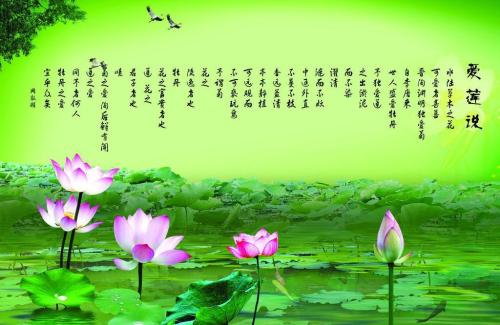 爱莲说
水陆草木之花
可爱者甚蕃
晋陶渊明独爱菊
自李唐来
世人盛爱牡丹
予独爱莲
之出淤泥
而不染
濯清
涟而不妖
中通外直
不蔓不枝
香远益清
亭亭静植
可远观而
不可亵玩焉
予谓菊
花之
隐逸者也
牡丹
花之富贵者也
莲 花之
君子者也
噫
菊之爱 陶后鲜有闻
莲之爱
同予者何人
牡丹之爱
宜乎众矣
周敦颐